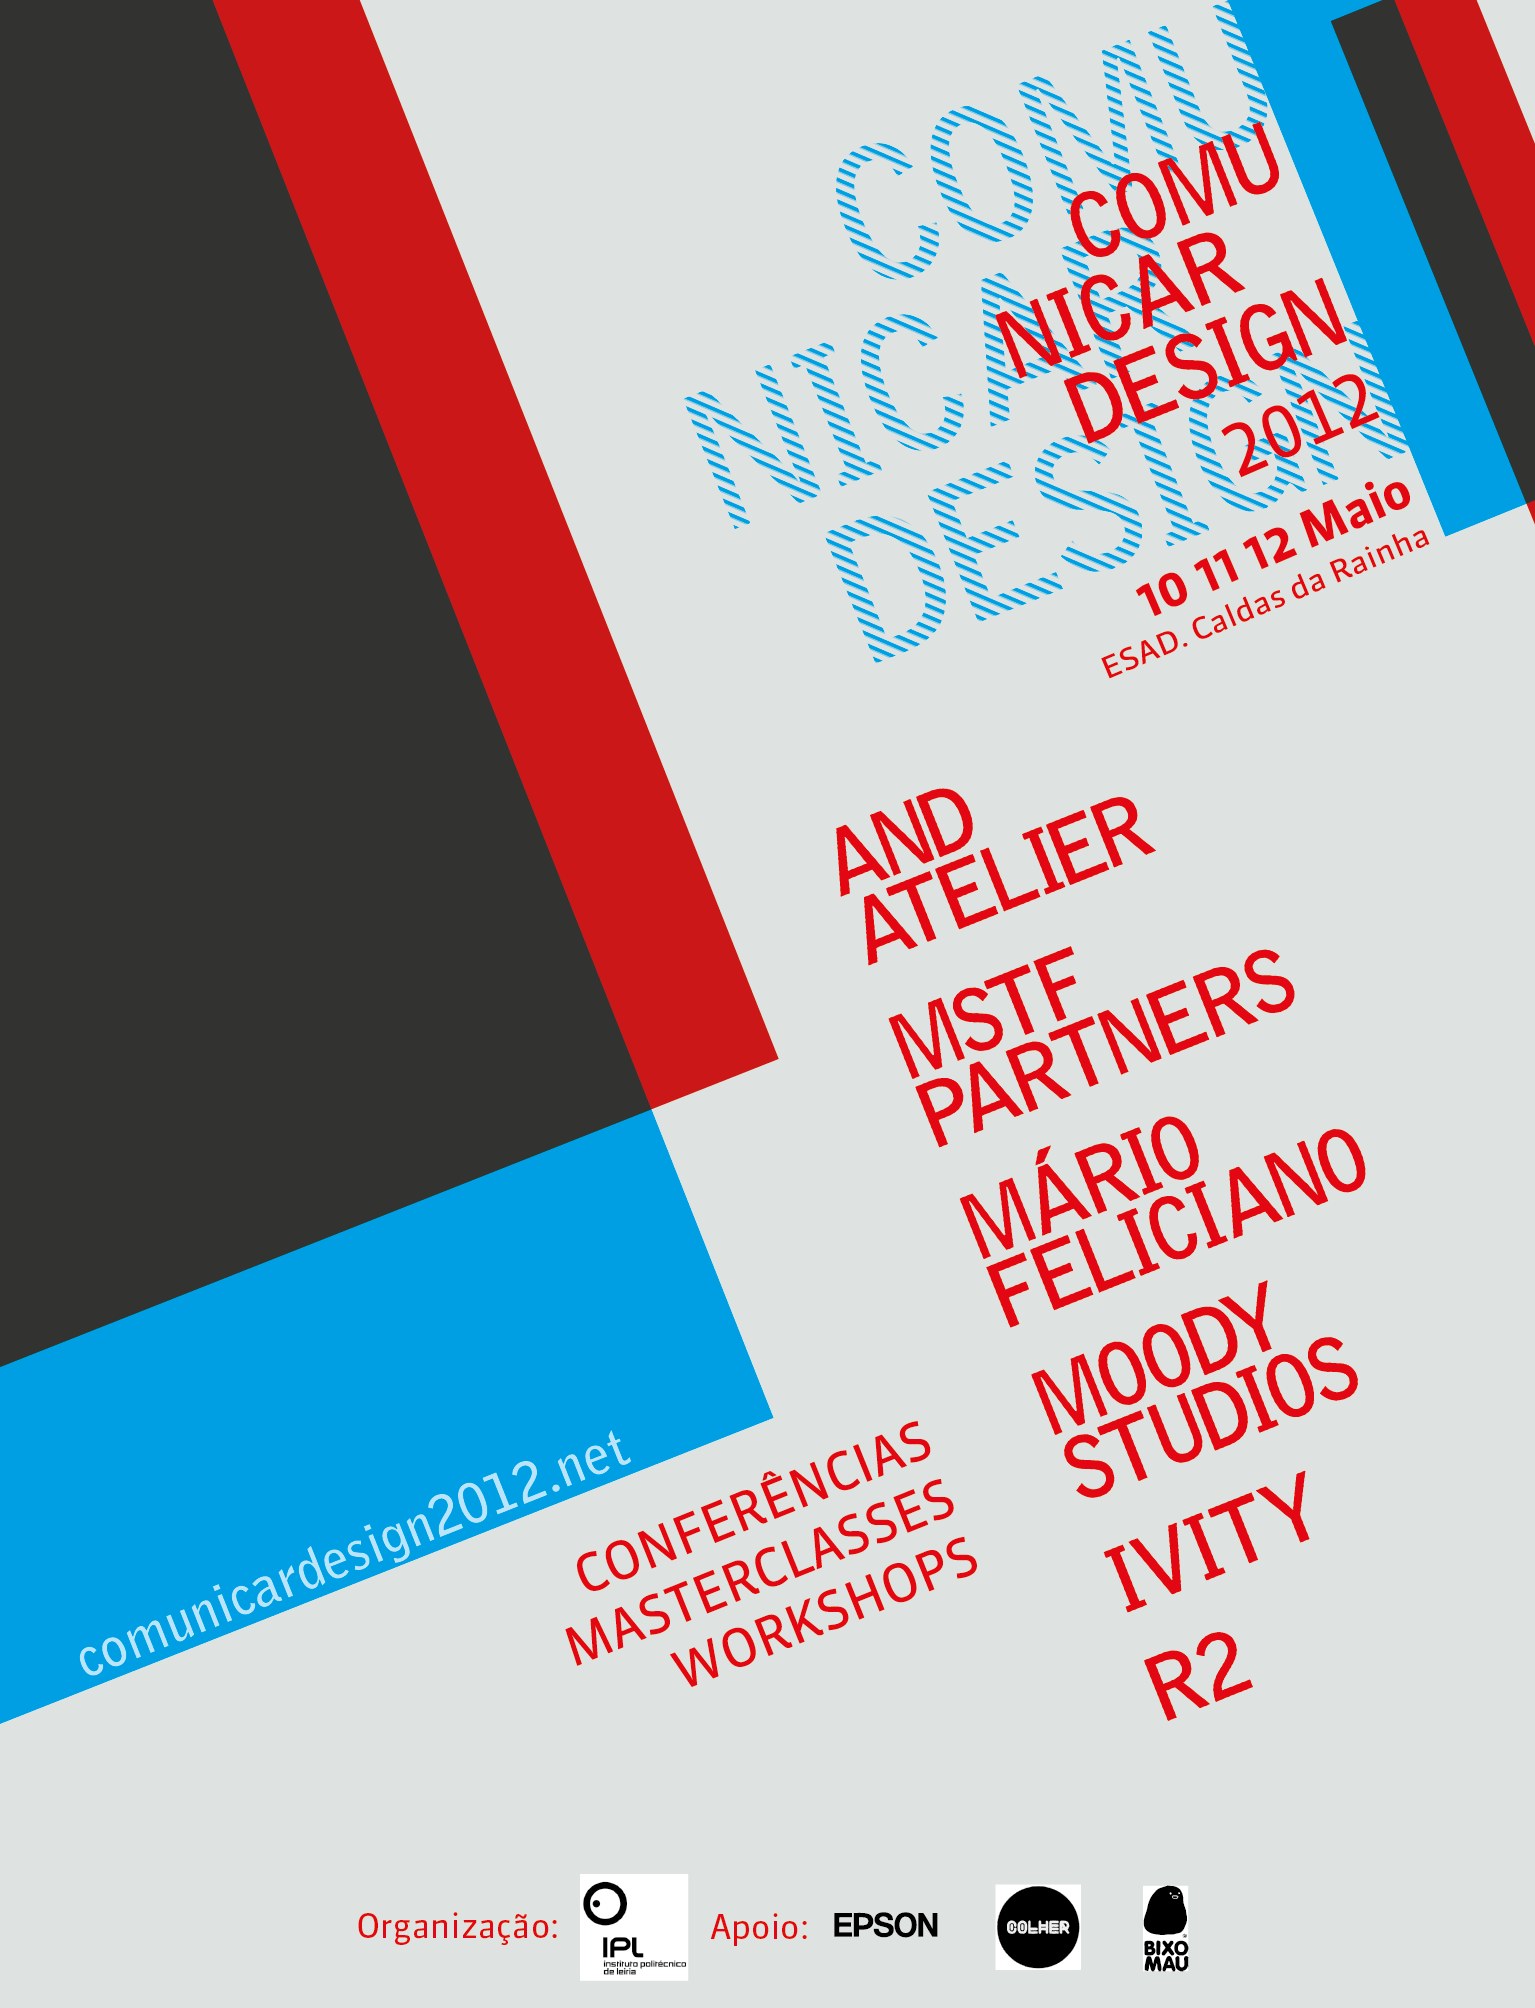 COMU
NICAR
DESIGN
COMU
NICAR
DESIGN
2012
10 11 12 Maio
ESAD. Caldas da Rainha
AND
ATELIER
MSTF
PARTNERS
MÁRIO
FELICIANO
MOODY
STUDIOS
IVITY
R2
CONFERÊNCIAS
MASTERCLASSES
WORKSHOPS
comunicardesign2012.net
Organização:
IPL
instituto politécnico
de leiria
Apoio:
EPSON
COLHER
BIXO
MAU